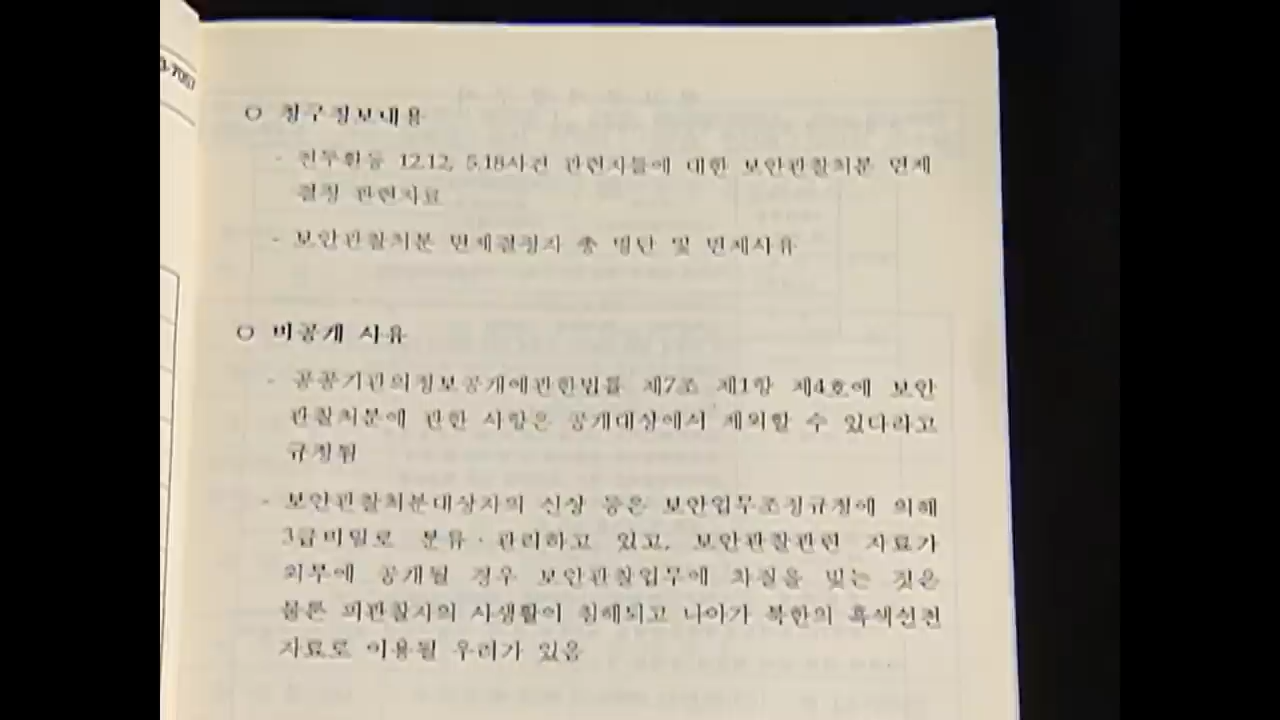 ○ 청구정보내용
- 전두환등 12.12, 5.18사건 관련자들에 대한 보안관찰처분 면제
결정 관련자료
- 보안관찰처분 면제결정자 총 명단 및 면제사유
○ 비공개 사유
- 공공기관의정보공개에관한법률 제7조 제1항 제4호에 보안
관찰처분에 관한 사항은 공개대상에서 제외할 수 있다라고
규정됨
- 보안관찰처분대상자의 신상 등은 보안업무조정규정에 의해
3급비밀로 분류·관리하고 있고, 보안관찰관련 자료가
외부에 공개될 경우 보안관찰업무에 차질을 빚는 것은
물론 피관찰자의 사생활이 침해되고 나아가 북한의 흑색선전
자료로 이용될 우려가 있음